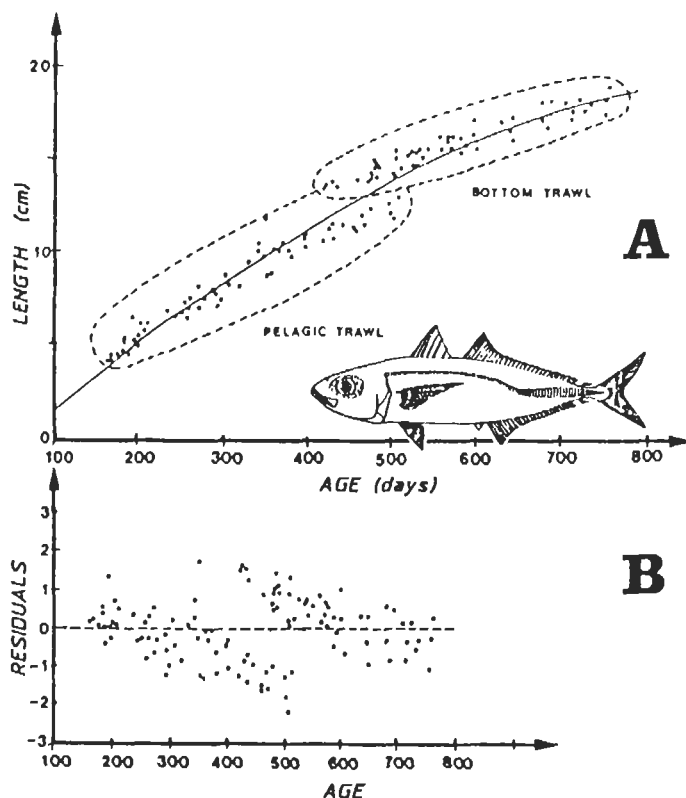 20
10
0
LENGTH (cm)
BOTTOM TRAWL
A
PELAGIC TRAWL
100 200 300 400 500 600 700 800
AGE (days)
3
2
1
0
-1
-2
-3
RESIDUALS
B
100 200 300 400 500 600 700 800
AGE